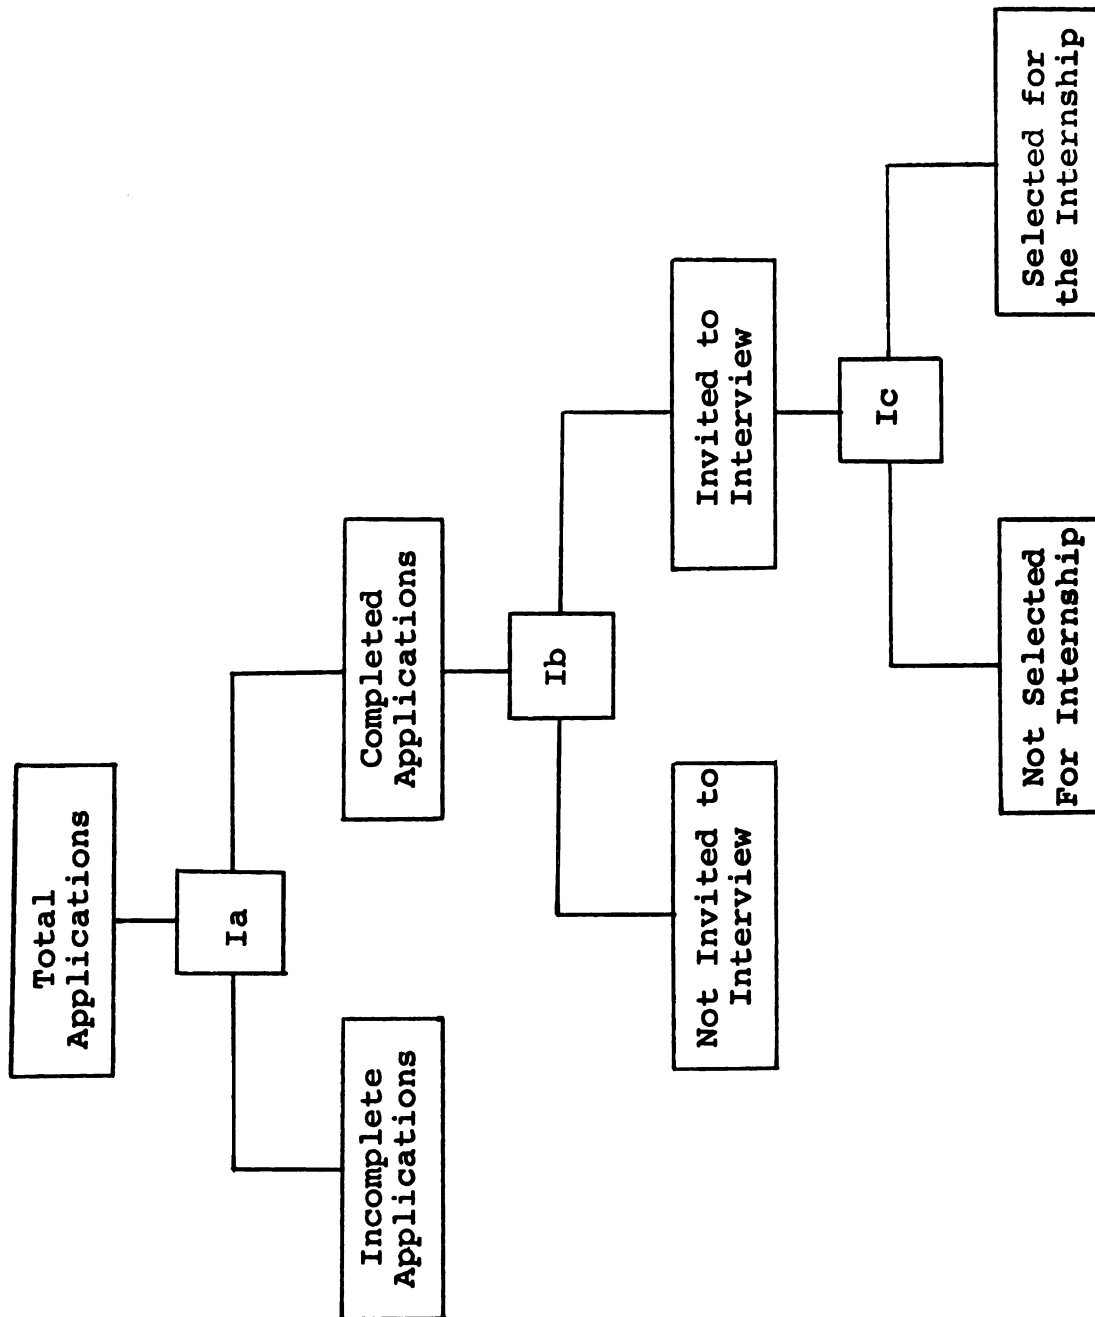 Total
Applications
Ia
Incomplete
Applications
Completed
Applications
Ib
Not Invited to
Interview
Invited to
Interview
Ic
Not Selected
For Internship
Selected for
the Internship